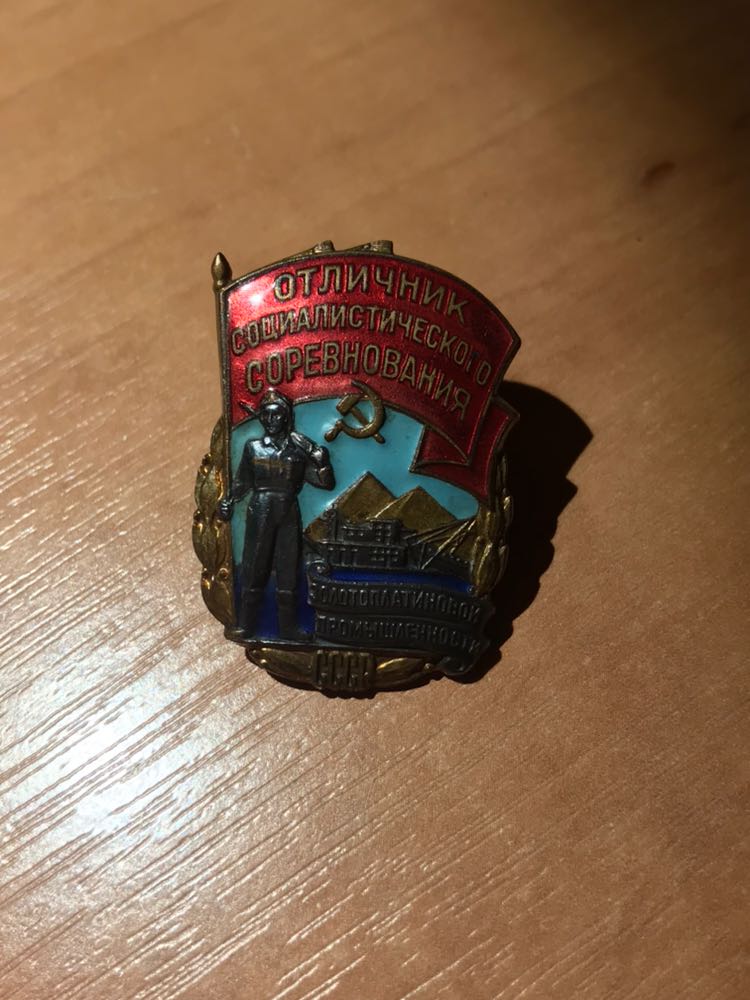 ОТЛИЧНИК
СОЦИАЛИСТИЧЕСКОГО
СОРЕВНОВАНИЯ
ЗОЛОТОПЛАТИНОВОЙ
ПРОМЫШЛЕННОСТИ
СССР